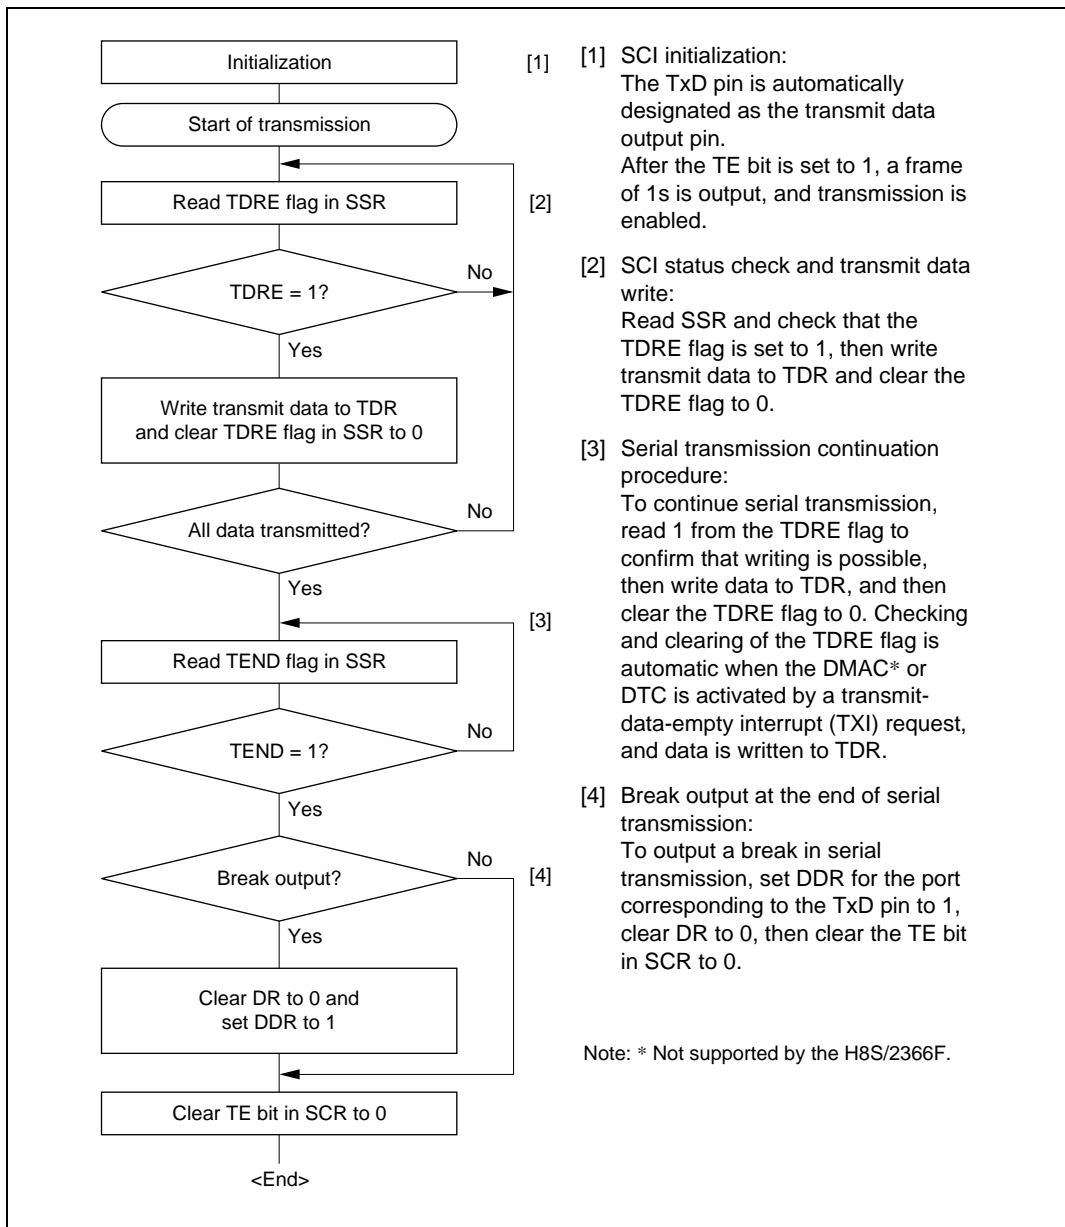 Initialization
[1]
Start of transmission
Read TDRE flag in SSR
[2]
TDRE = 1?
No
Yes
Write transmit data to TDR
and clear TDRE flag in SSR to 0
All data transmitted?
No
Yes
[3]
Read TEND flag in SSR
TEND = 1?
No
Yes
Break output?
No
[4]
Yes
Clear DR to 0 and
set DDR to 1
Clear TE bit in SCR to 0
<End>
[1] SCI initialization:
The TxD pin is automatically
designated as the transmit data
output pin.
After the TE bit is set to 1, a frame
of 1s is output, and transmission is
enabled.
[2] SCI status check and transmit data
write:
Read SSR and check that the
TDRE flag is set to 1, then write
transmit data to TDR and clear the
TDRE flag to 0.
[3] Serial transmission continuation
procedure:
To continue serial transmission,
read 1 from the TDRE flag to
confirm that writing is possible,
then write data to TDR, and then
clear the TDRE flag to 0. Checking
and clearing of the TDRE flag is
automatic when the DMAC* or
DTC is activated by a transmit-
data-empty interrupt (TXI) request,
and data is written to TDR.
[4] Break output at the end of serial
transmission:
To output a break in serial
transmission, set DDR for the port
corresponding to the TxD pin to 1,
clear DR to 0, then clear the TE bit
in SCR to 0.
Note: * Not supported by the H8S/2366F.